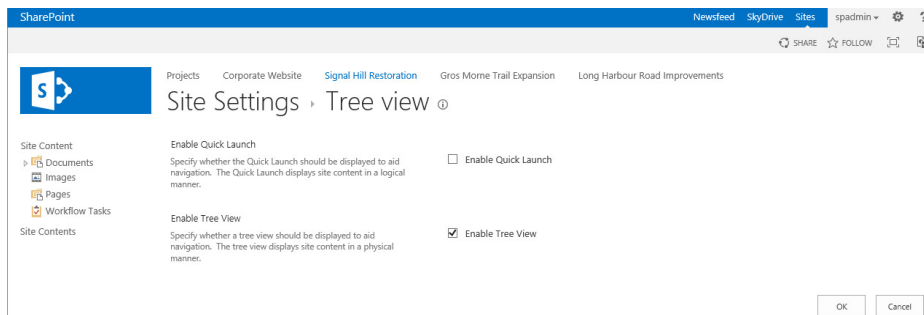 SharePoint
Newsfeed SkyDrive Sites spadmin ?
SHARE FOLLOW
Projects Corporate Website Signal Hill Restoration Gros Morne Trail Expansion Long Harbour Road Improvements
S
Site Settings Tree view
Site Content
Documents
Images
Pages
Workflow Tasks
Site Contents
Enable Quick Launch
Specify whether the Quick Launch should be displayed to aid
navigation. The Quick Launch displays site content in a logical
manner.
Enable Quick Launch
Enable Tree View
Specify whether a tree view should be displayed to aid
navigation. The tree view displays site content in a physical
manner.
Enable Tree View
OK Cancel